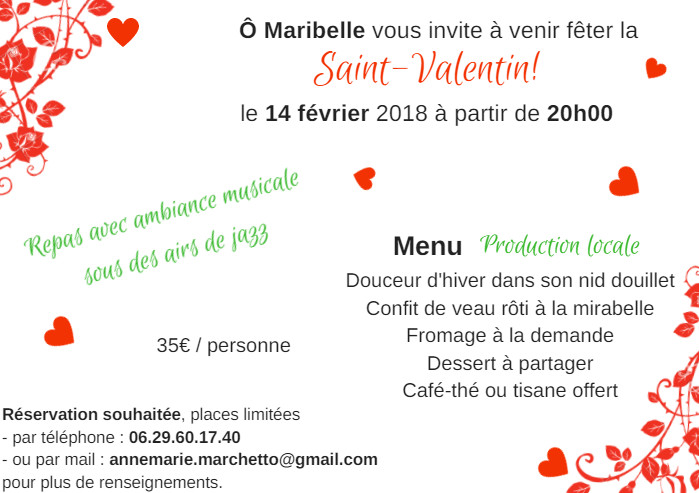 Ô Maribelle vous invite à venir fêter la
Saint-Valentin!
le 14 février 2018 à partir de 20h00
Repas avec ambiance musicale
sous des airs de jazz
35€ / personne
Menu Production locale
Douceur d'hiver dans son nid douillet
Confit de veau rôti à la mirabelle
Fromage à la demande
Dessert à partager
Café-thé ou tisane offert
Réservation souhaitée, places limitées
- par téléphone : 06.29.60.17.40
- ou par mail : annemarie.marchetto@gmail.com
pour plus de renseignements.